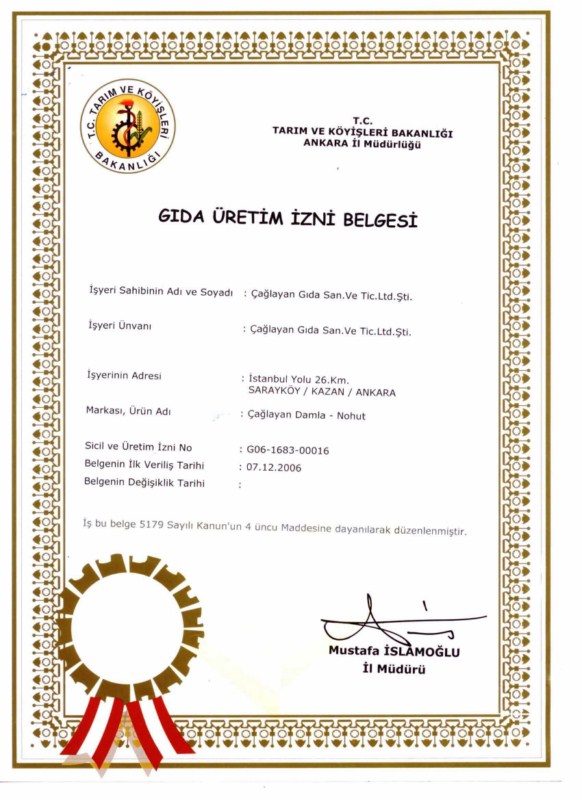 T.C. TARIM VE KÖYİŞLERİ
BAKANLIĞI
T.C.
TARIM VE KÖYİŞLERİ BAKANLIĞI
ANKARA İl Müdürlüğü
GIDA ÜRETİM İZNİ BELGESİ
İşyeri Sahibinin Adı ve Soyadı : Çağlayan Gıda San.Ve Tic.Ltd.Şti.
İşyeri Ünvanı : Çağlayan Gıda San.Ve Tic.Ltd.Şti.
İşyerinin Adresi : İstanbul Yolu 26.Km.
SARAYKÖY / KAZAN / ANKARA
Markası, Ürün Adı : Çağlayan Damla - Nohut
Sicil ve Üretim İzni No : G06-1683-00016
Belgenin İlk Veriliş Tarihi : 07.12.2006
Belgenin Değişiklik Tarihi :
İş bu belge 5179 Sayılı Kanun'un 4 üncu Maddesine dayanılarak düzenlenmiştir.
Mustafa İSLAMOĞLU
İl Müdürü